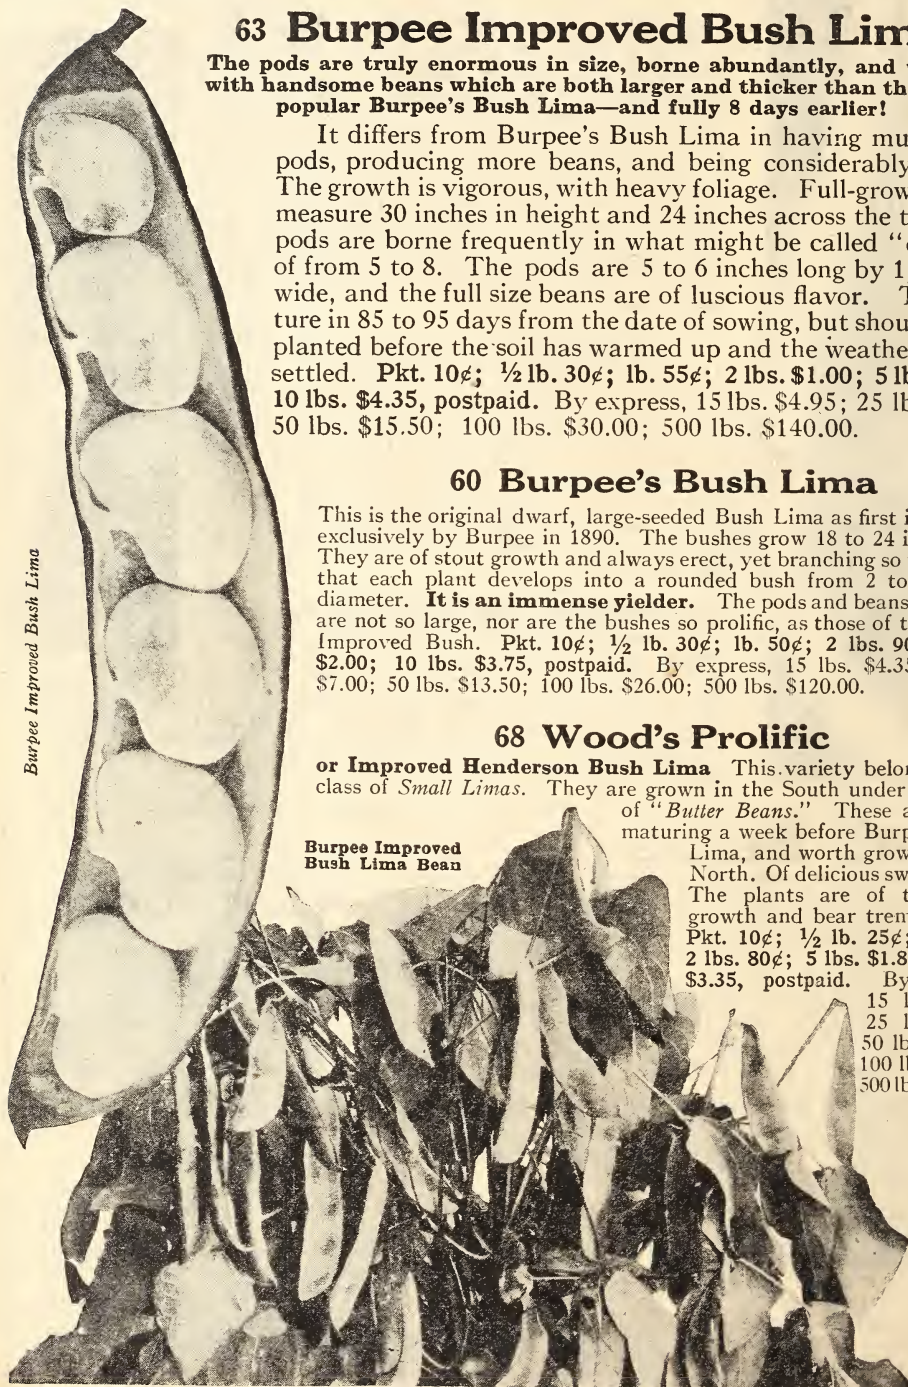 63 Burpee Improved Bush Lim
The pods are truly enormous in size, borne abundantly, and
with handsome beans which are both larger and thicker than th
popular Burpee's Bush Lima—and fully 8 days earlier!
It differs from Burpee's Bush Lima in having mu
pods, producing more beans, and being considerably
The growth is vigorous, with heavy foliage. Full-grow
measure 30 inches in height and 24 inches across the t
pods are borne frequently in what might be called "
of from 5 to 8. The pods are 5 to 6 inches long by 1
wide, and the full size beans are of luscious flavor. T
ture in 85 to 95 days from the date of sowing, but shou
planted before the soil has warmed up and the weathe
settled. Pkt. 10¢; ½ lb. 30¢; lb. 55¢; 2 lbs. $1.00; 5 lb
10 lbs. $4.35, postpaid. By express, 15 lbs. $4.95; 25 lb
50 lbs. $15.50; 100 lbs. $30.00; 500 lbs. $140.00.
60 Burpee's Bush Lima
This is the original dwarf, large-seeded Bush Lima as first i
exclusively by Burpee in 1890. The bushes grow 18 to 24 i
They are of stout growth and always erect, yet branching so
that each plant develops into a rounded bush from 2 to
diameter. It is an immense yielder. The pods and beans
are not so large, nor are the bushes so prolific, as those of t
Improved Bush. Pkt. 10¢; ½ lb. 30¢; lb. 50¢; 2 lbs. 90
$2.00; 10 lbs. $3.75, postpaid. By express, 15 lbs. $4.35
$7.00; 50 lbs. $13.50; 100 lbs. $26.00; 500 lbs. $120.00.
68 Wood's Prolific
or Improved Henderson Bush Lima This variety belon
class of Small Limas. They are grown in the South under
of "Butter Beans." These a
maturing a week before Burp
Lima, and worth grow
North. Of delicious sw
The plants are of t
growth and bear trem
Pkt. 10¢; ½ lb. 25¢;
2 lbs. 80¢; 5 lbs. $1.8
$3.35, postpaid. By
15 l
25 l
50 lb
100 lb
500 lb
Burpee Improved
Bush Lima Bean
Burpee Improved Bush Lima